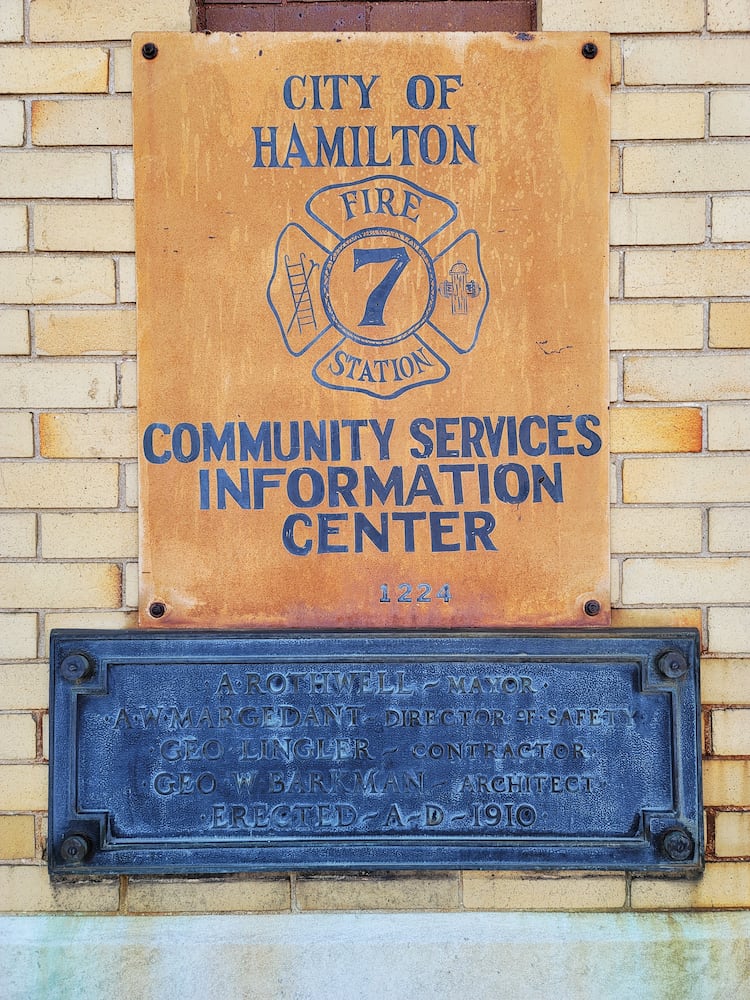 CITY OF
HAMILTON
FIRE
7
STATION
COMMUNITY SERVICES
INFORMATION
CENTER
1224
A·ROTHWELL ~ MAYOR·
·A·W·MARGEDANT~DIRECTOR OF SAFETY·
·GEO·LINGLER ~ CONTRACTOR·
·GEO·W·BARKMAN ~ ARCHITECT·
·ERECTED~A-D-1910·